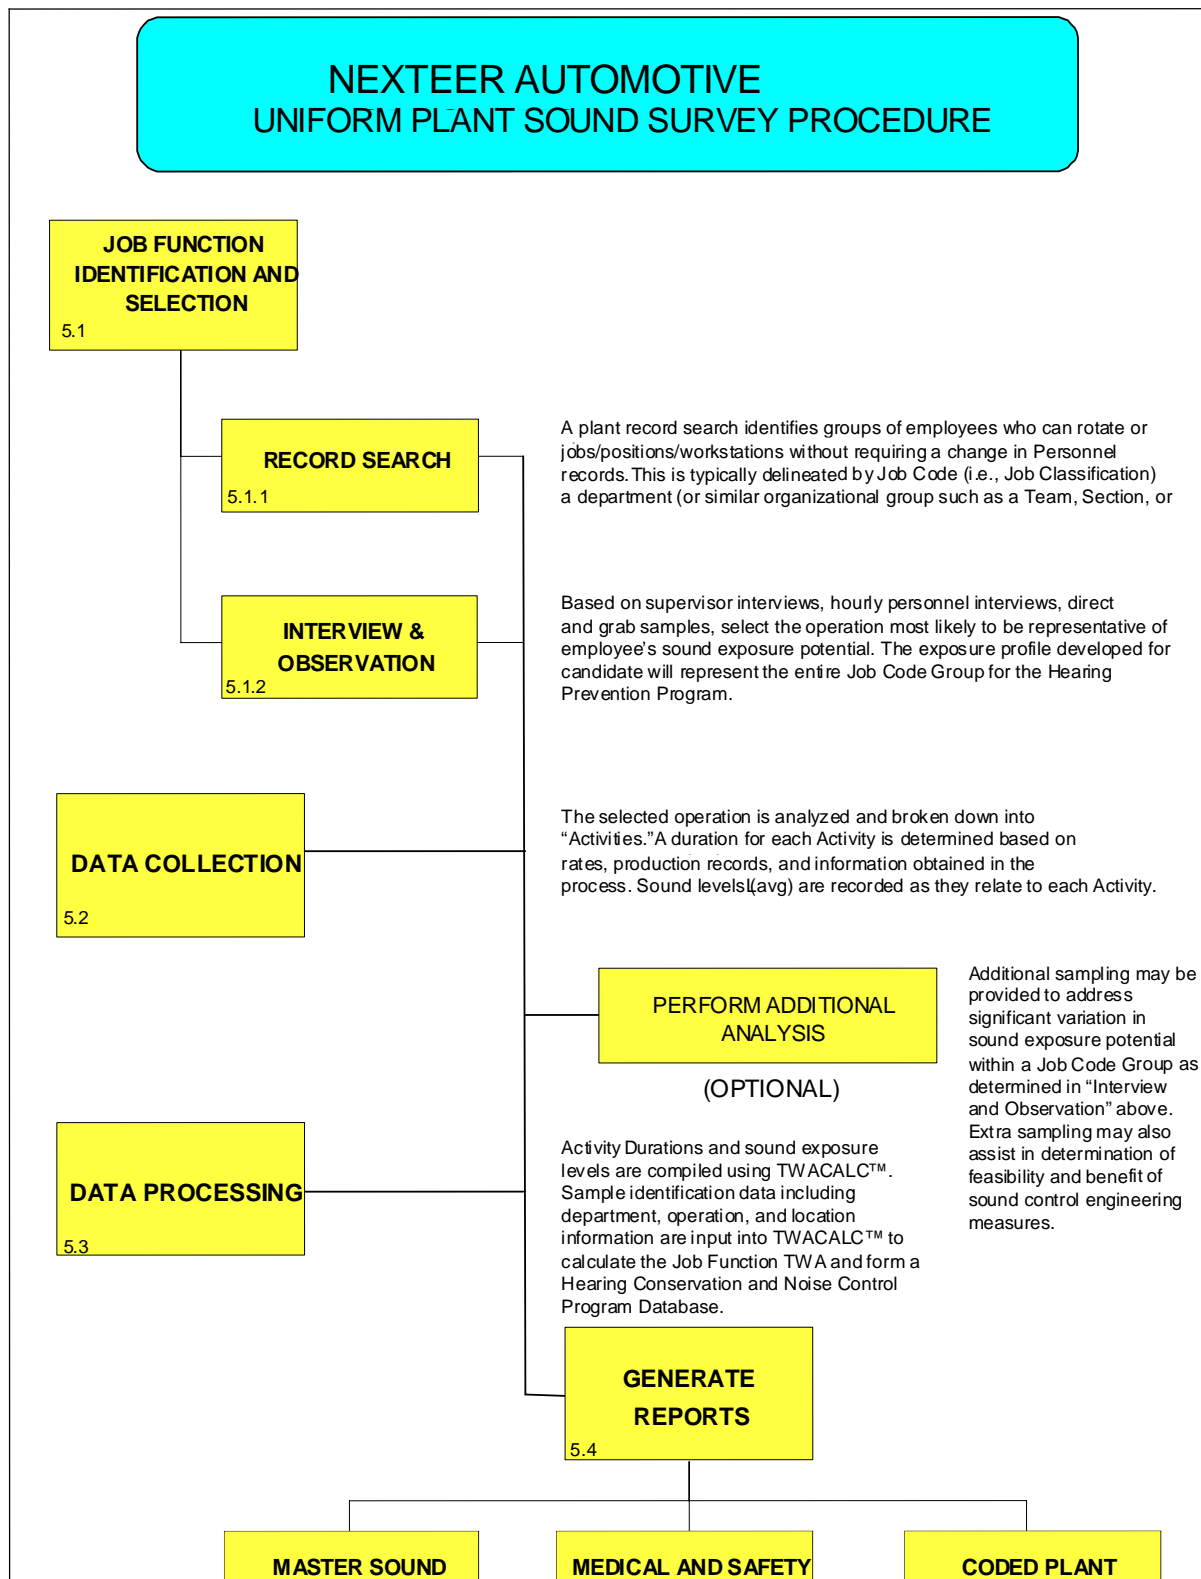 NEXTEER AUTOMOTIVE
UNIFORM PLANT SOUND SURVEY PROCEDURE
JOB FUNCTION
IDENTIFICATION AND
SELECTION
5.1
RECORD SEARCH
5.1.1
A plant record search identifies groups of employees who can rotate or
jobs/positions/workstations without requiring a change in Personnel
records. This is typically delineated by Job Code (i.e., Job Classification)
a department (or similar organizational group such as a Team, Section, or
INTERVIEW &
OBSERVATION
5.1.2
Based on supervisor interviews, hourly personnel interviews, direct
and grab samples, select the operation most likely to be representative of
employee's sound exposure potential. The exposure profile developed for
candidate will represent the entire Job Code Group for the Hearing
Prevention Program.
DATA COLLECTION
5.2
The selected operation is analyzed and broken down into
“Activities.” A duration for each Activity is determined based on
rates, production records, and information obtained in the
process. Sound levels L(avg) are recorded as they relate to each Activity.
PERFORM ADDITIONAL
ANALYSIS
(OPTIONAL)
Additional sampling may be
provided to address
significant variation in
sound exposure potential
within a Job Code Group as
determined in “Interview
and Observation” above.
Extra sampling may also
assist in determination of
feasibility and benefit of
sound control engineering
measures.
DATA PROCESSING
5.3
Activity Durations and sound exposure
levels are compiled using TWACALC™.
Sample identification data including
department, operation, and location
information are input into TWACALC™ to
calculate the Job Function TWA and form a
Hearing Conservation and Noise Control
Program Database.
GENERATE
REPORTS
5.4
MASTER SOUND
MEDICAL AND SAFETY
CODED PLANT